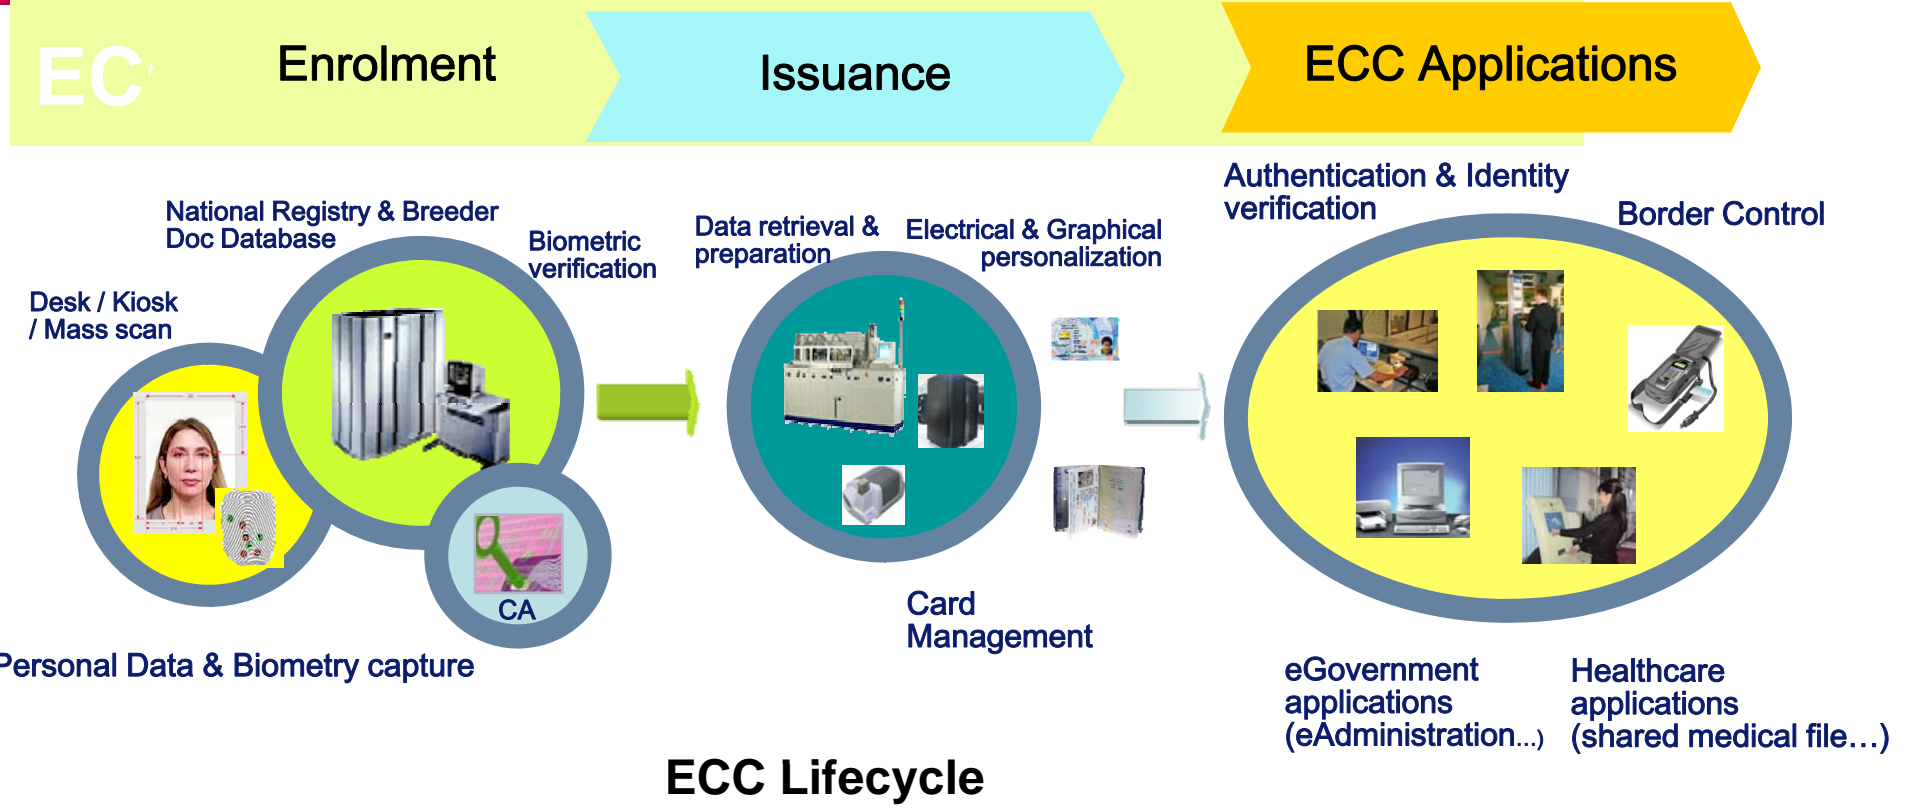 EC
Enrolment
Issuance
ECC Applications
National Registry & Breeder
Doc Database
Biometric
verification
Desk / Kiosk
/ Mass scan
CA
Personal Data & Biometry capture
Data retrieval &
preparation
Electrical & Graphical
personalization
Card
Management
Authentication & Identity
verification
Border Control
eGovernment
applications
(eAdministration...)
Healthcare
applications
(shared medical file...)
ECC Lifecycle